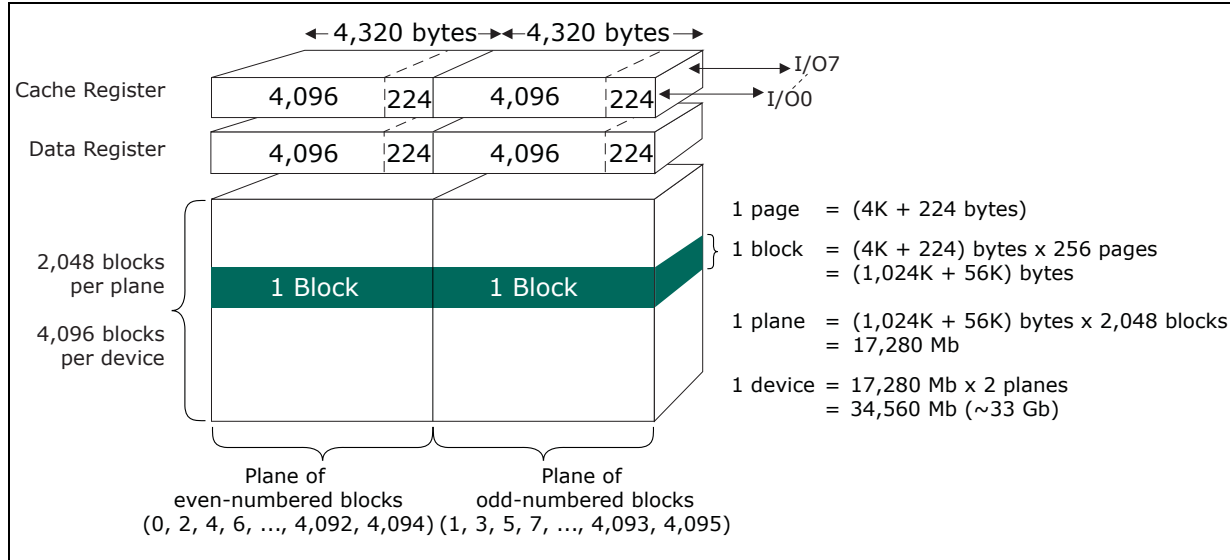 4,320 bytes 4,320 bytes
Cache Register
4,096 224 4,096 224
I/O7
I/O0
Data Register
4,096 224 4,096 224
2,048 blocks
per plane
4,096 blocks
per device
1 Block 1 Block
1 page = (4K + 224 bytes)
1 block = (4K + 224) bytes x 256 pages
= (1,024K + 56K) bytes
1 plane = (1,024K + 56K) bytes x 2,048 blocks
= 17,280 Mb
1 device = 17,280 Mb x 2 planes
= 34,560 Mb (~33 Gb)
Plane of
even-numbered blocks
(0, 2, 4, 6, ..., 4,092, 4,094)
Plane of
odd-numbered blocks
(1, 3, 5, 7, ..., 4,093, 4,095)